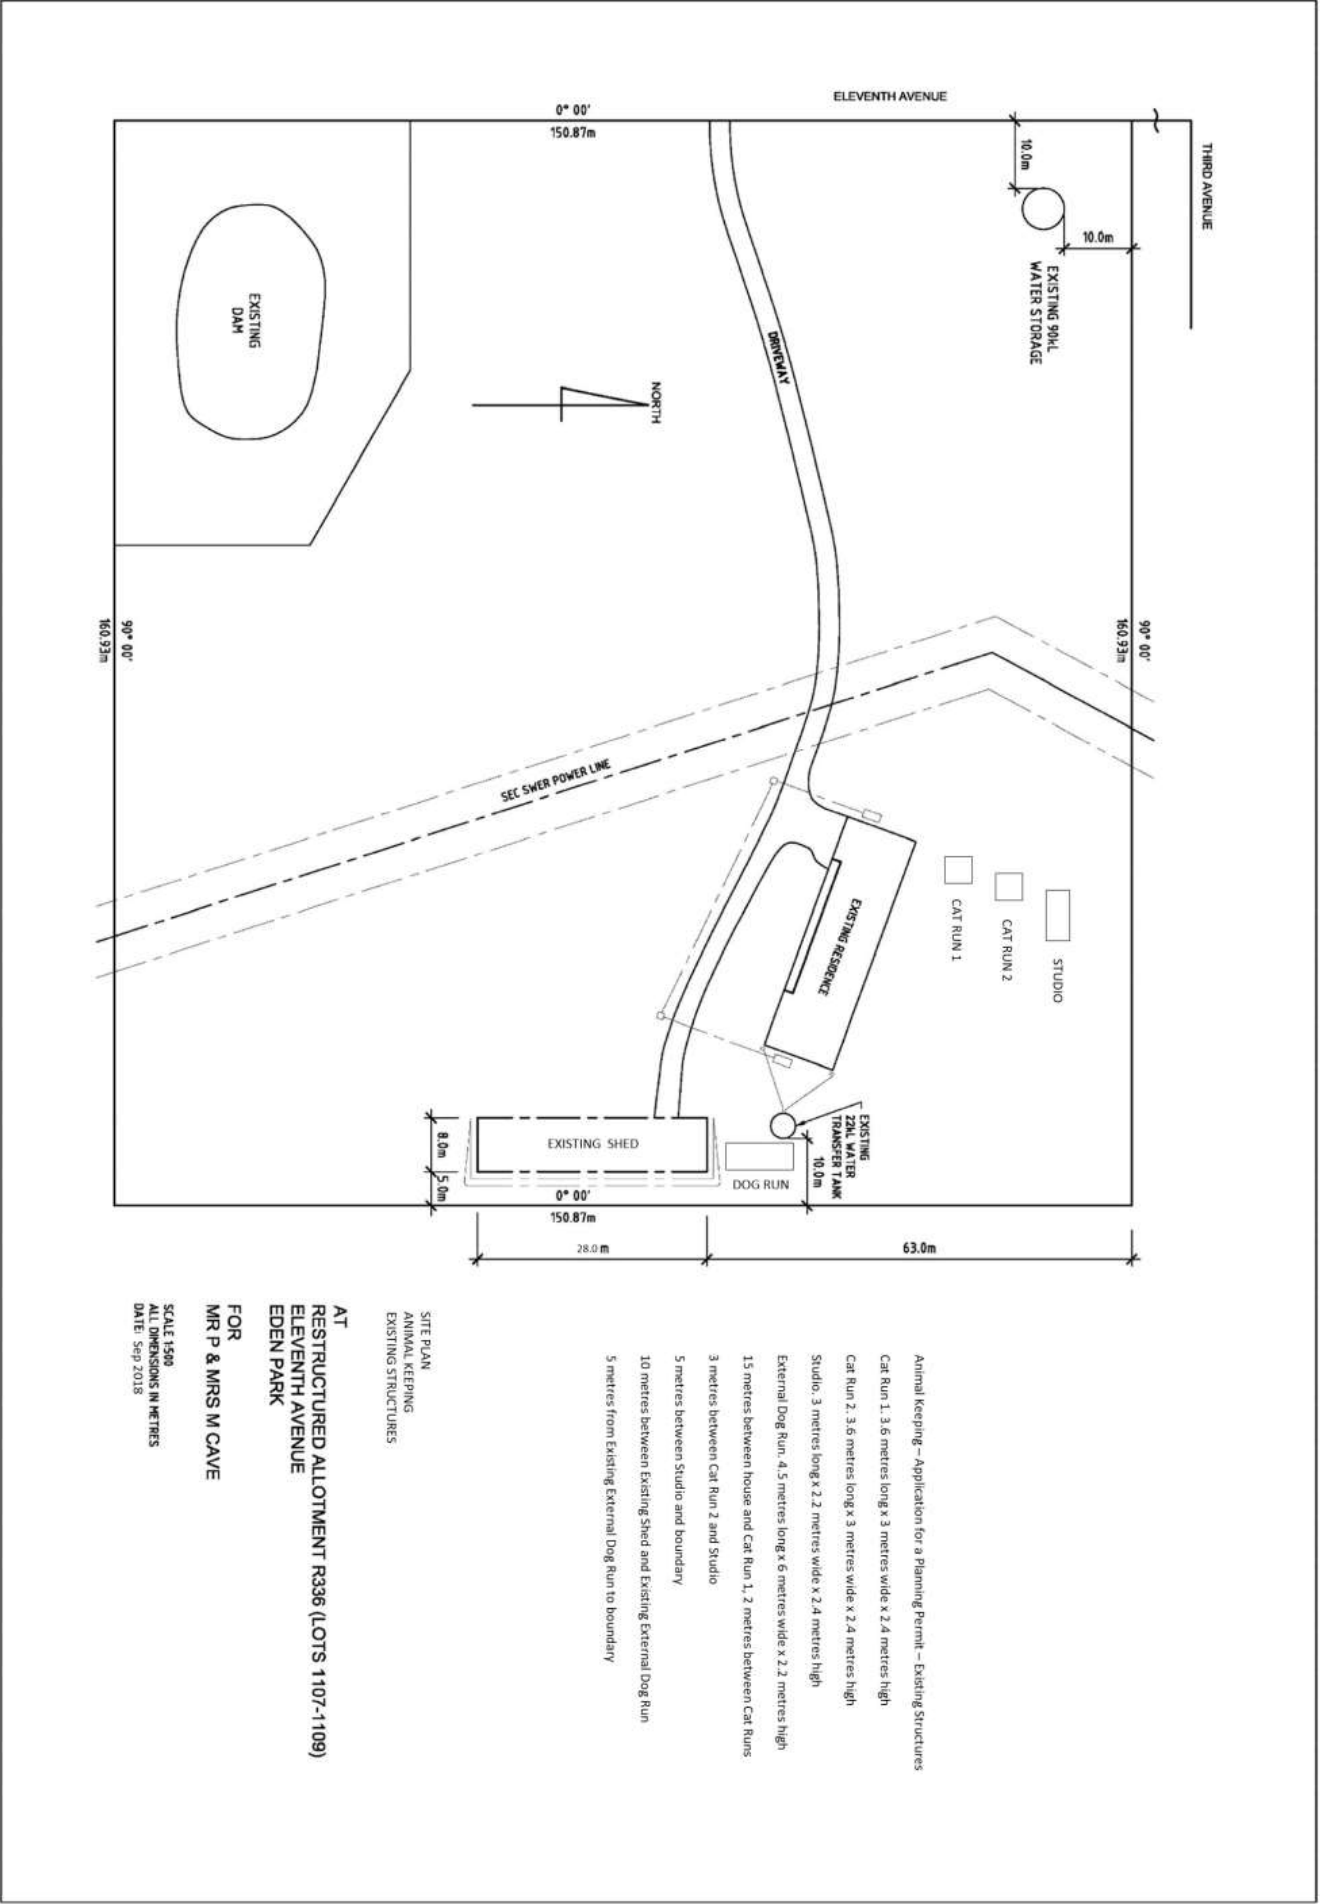 ELEVENTH AVENUE
THIRD AVENUE
0° 00'
150.87m
10.0m
10.0m
EXISTING 90kL
WATER STORAGE
EXISTING
DAM
NORTH
DRIVEWAY
90° 00'
160.93m
90° 00'
160.93m
SEC SWER POWER LINE
EXISTING RESIDENCE
CAT RUN 1
CAT RUN 2
STUDIO
EXISTING
22kL WATER
TRANSFER TANK
10.0m
EXISTING SHED
DOG RUN
8.0m
5.0m
0° 00'
150.87m
28.0 m
63.0m
Animal Keeping – Application for a Planning Permit – Existing Structures
Cat Run 1. 3.6 metres long x 3 metres wide x 2.4 metres high
Cat Run 2. 3.6 metres long x 3 metres wide x 2.4 metres high
Studio. 3 metres long x 2.2 metres wide x 2.4 metres high
External Dog Run. 4.5 metres long x 6 metres wide x 2.2 metres high
15 metres between house and Cat Run 1, 2 metres between Cat Runs
3 metres between Cat Run 2 and Studio
5 metres between Studio and boundary
10 metres between Existing Shed and Existing External Dog Run
5 metres from Existing External Dog Run to boundary
SITE PLAN
ANIMAL KEEPING
EXISTING STRUCTURES
AT
RESTRUCTURED ALLOTMENT R336 (LOTS 1107-1109)
ELEVENTH AVENUE
EDEN PARK
FOR
MR P & MRS M CAVE
SCALE 1:500
ALL DIMENSIONS IN METRES
DATE: Sep 2018